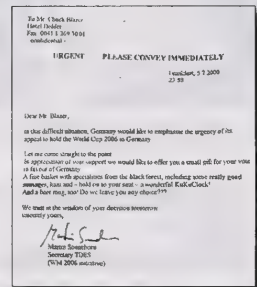 To Mr. Chuck Blazer
Hotel Dolder
Fax 0041 1 269 3001
- confidential -
URGENT PLEASE CONVEY IMMEDIATELY
Frankfurt, 5 7 2000
Dear Mr. Blazer,
in this difficult situation, Germany would like to emphasize the urgency of its
appeal to hold the World Cup 2006 in Germany
Let me come straight to the point
In appreciation of your support we would like to offer you a small gift for your vote
in favour of Germany
A fine basket with specialities from the black forest, including some really good
sausages, ham and - hold on to your seat - a wonderful KuKuClock!
And a beer mug, too! Do we leave you any choice???
We trust in the wisdom of your decision tomorrow
Sincerely yours,
Martin Sonneborn
Secretary TDES
(WM 2006 initiative)